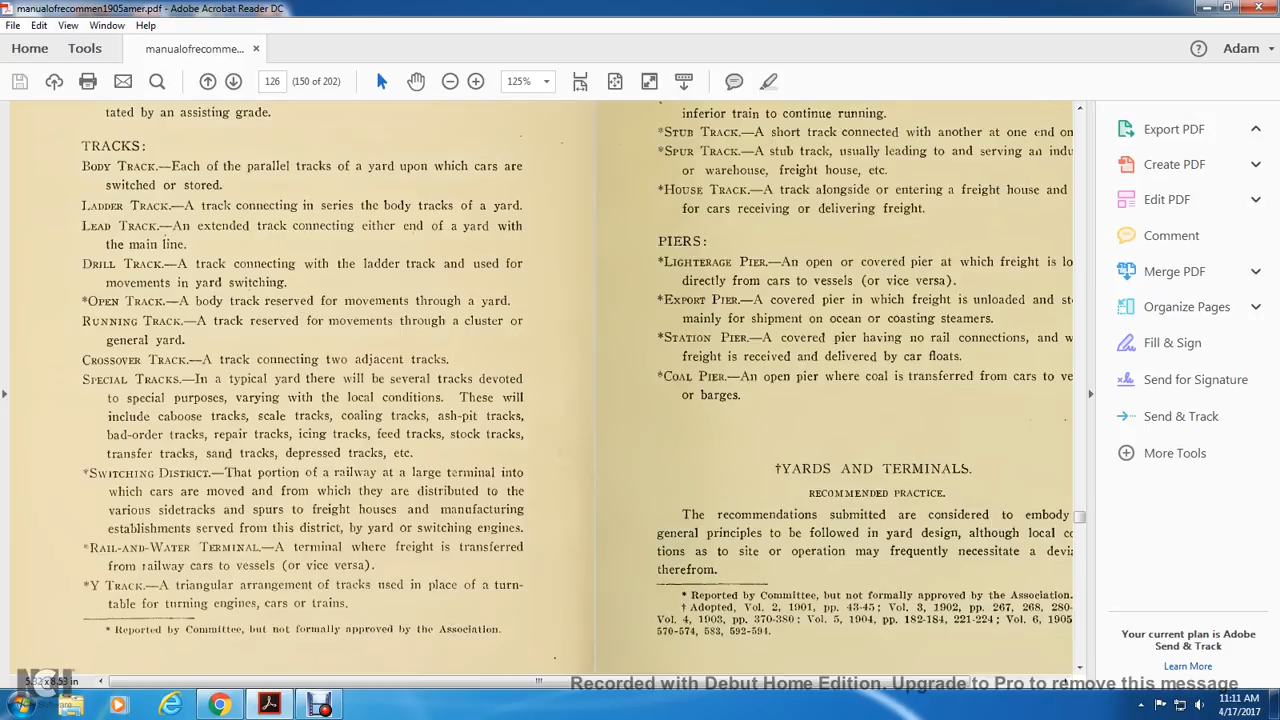 manualofrecommen1905amer.pdf - Adobe Acrobat Reader DC
File Edit View Window Help
Home Tools manualofrecomme... Adam
126 (150 of 202) 125%
tated by an assisting grade.
TRACKS:
BODY TRACK.—Each of the parallel tracks of a yard upon which cars are
switched or stored.
LADDER TRACK.—A track connecting in series the body tracks of a yard.
LEAD TRACK.—An extended track connecting either end of a yard with
the main line.
DRILL TRACK.—A track connecting with the ladder track and used for
movements in yard switching.
*OPEN TRACK.—A body track reserved for movements through a yard.
RUNNING TRACK.—A track reserved for movements through a cluster or
general yard.
CROSSOVER TRACK.—A track connecting two adjacent tracks.
SPECIAL TRACKS.—In a typical yard there will be several tracks devoted
to special purposes, varying with the local conditions. These will
include caboose tracks, scale tracks, coaling tracks, ash-pit tracks,
bad-order tracks, repair tracks, icing tracks, feed tracks, stock tracks,
transfer tracks, sand tracks, depressed tracks, etc.
*SWITCHING DISTRICT.—That portion of a railway at a large terminal into
which cars are moved and from which they are distributed to the
various sidetracks and spurs to freight houses and manufacturing
establishments served from this district, by yard or switching engines.
*RAIL-AND-WATER TERMINAL.—A terminal where freight is transferred
from railway cars to vessels (or vice versa).
*Y TRACK.—A triangular arrangement of tracks used in place of a turn-
table for turning engines, cars or trains.
* Reported by Committee, but not formally approved by the Association.
inferior train to continue running.
*STUB TRACK.—A short track connected with another at one end on
*SPUR TRACK.—A stub track, usually leading to and serving an indu
or warehouse, freight house, etc.
*HOUSE TRACK.—A track alongside or entering a freight house and
for cars receiving or delivering freight.
PIERS:
*LIGHTERAGE PIER.—An open or covered pier at which freight is lo
directly from cars to vessels (or vice versa).
*EXPORT PIER.—A covered pier in which freight is unloaded and st
mainly for shipment on ocean or coasting steamers.
*STATION PIER.—A covered pier having no rail connections, and w
freight is received and delivered by car floats.
*COAL PIER.—An open pier where coal is transferred from cars to ve
or barges.
†YARDS AND TERMINALS.
RECOMMENDED PRACTICE.
The recommendations submitted are considered to embody
general principles to be followed in yard design, although local co
tions as to site or operation may frequently necessitate a devi
therefrom.
* Reported by Committee, but not formally approved by the Association.
† Adopted, Vol. 2, 1901, pp. 43-45; Vol. 3, 1902, pp. 267, 268, 280-
Vol. 4, 1903, pp. 370-380; Vol. 5, 1904, pp. 182-184, 221-224; Vol. 6, 1905
570-574, 583, 592-594.
Export PDF
Create PDF
Edit PDF
Comment
Merge PDF
Organize Pages
Fill & Sign
Send for Signature
Send & Track
More Tools
Your current plan is Adobe
Send & Track
Learn More
5.32 x 8.53 in
NCH
Software
Recorded with Debut Home Edition. Upgrade to Pro to remove this message
11:11 AM
4/17/2017